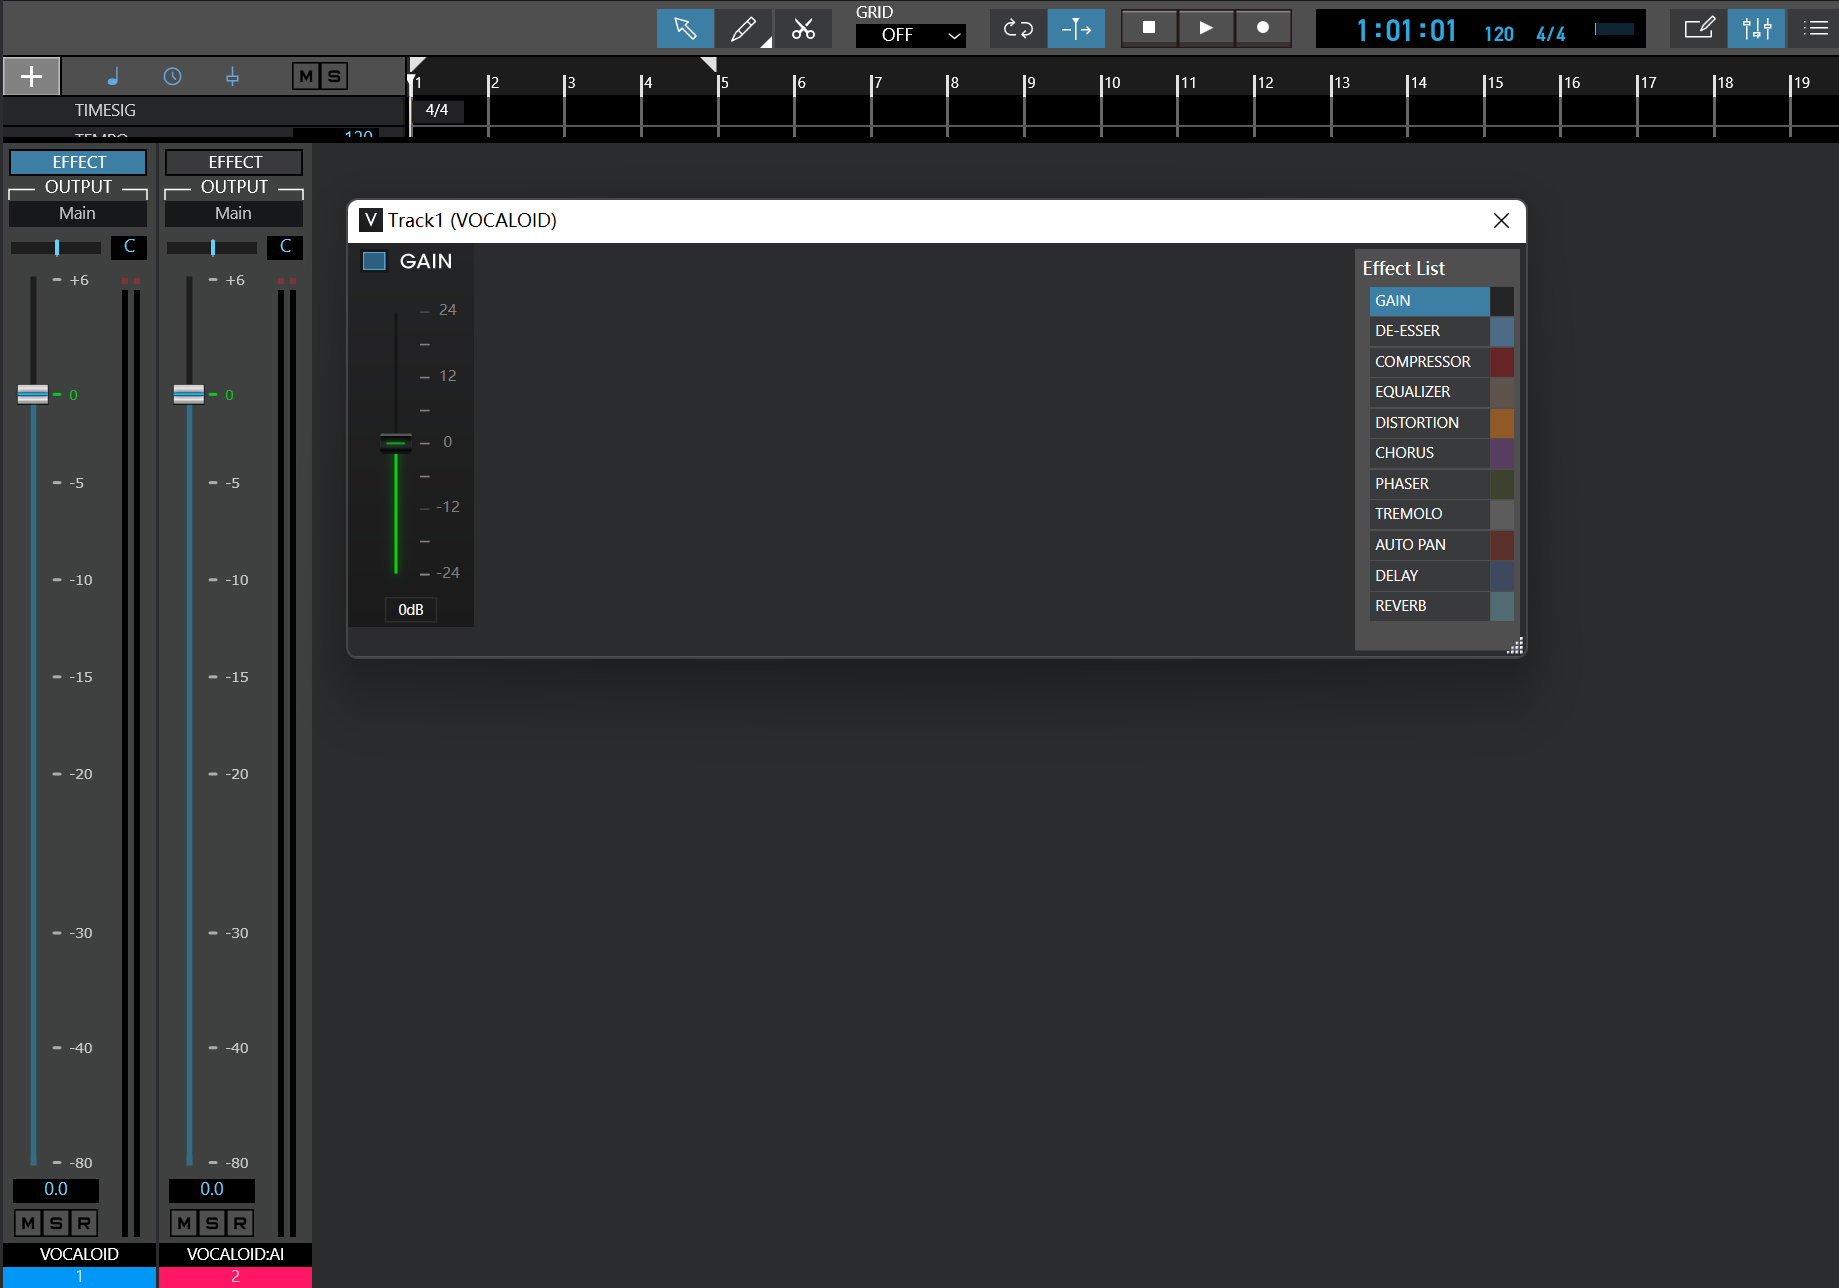 GRID
OFF
1:01:01 120 4/4
M S
1 2 3 4 5 6 7 8 9 10 11 12 13 14 15 16 17 18 19
TIMESIG
4/4
TEMPO 120
EFFECT EFFECT
OUTPUT OUTPUT
Main Main
C C
+6 +6
0 0
-5 -5
-10 -10
-15 -15
-20 -20
-30 -30
-40 -40
-80 -80
0.0 0.0
M S R M S R
VOCALOID VOCALOID:AI
1 2
V Track1 (VOCALOID)
GAIN
24
12
0
-12
-24
0dB
Effect List
GAIN
DE-ESSER
COMPRESSOR
EQUALIZER
DISTORTION
CHORUS
PHASER
TREMOLO
AUTO PAN
DELAY
REVERB